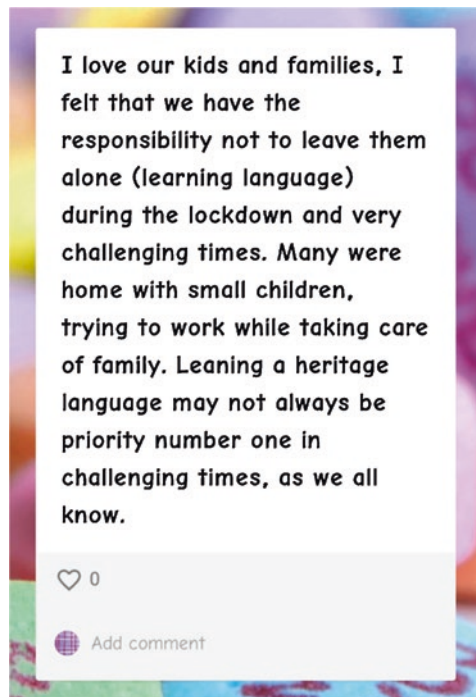 I love our kids and families, I
felt that we have the
responsibility not to leave them
alone (learning language)
during the lockdown and very
challenging times. Many were
home with small children,
trying to work while taking care
of family. Leaning a heritage
language may not always be
priority number one in
challenging times, as we all
know.
0
Add comment